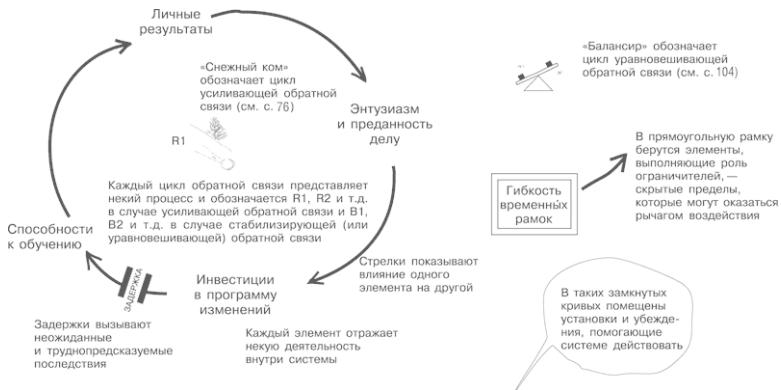 Личные
результаты
«Снежный ком»
обозначает цикл
усиливающей обратной
связи (см. с. 76)
R1
Энтузиазм
и преданность
делу
Каждый цикл обратной связи представляет
некий процесс и обозначается R1, R2 и т.д.
в случае усиливающей обратной связи и B1,
B2 и т.д. в случае стабилизирующей (или
уравновешивающей) обратной связи
Способности
к обучению
ЗАДЕРЖКА
Инвестиции
в программу
изменений
Стрелки показывают
влияние одного
элемента на другой
Задержки вызывают
неожиданные
и труднопредсказуемые
последствия
Каждый элемент отражает
некую деятельность
внутри системы
«Балансир» обозначает
цикл уравновешивающей
обратной связи (см. с. 104)
Гибкость
временных
рамок
В прямоугольную рамку
берутся элементы,
выполняющие роль
ограничителей, —
скрытые пределы,
которые могут оказаться
рычагом воздействия
В таких замкнутых
кривых помещены
установки и убежде-
ния, помогающие
системе действовать